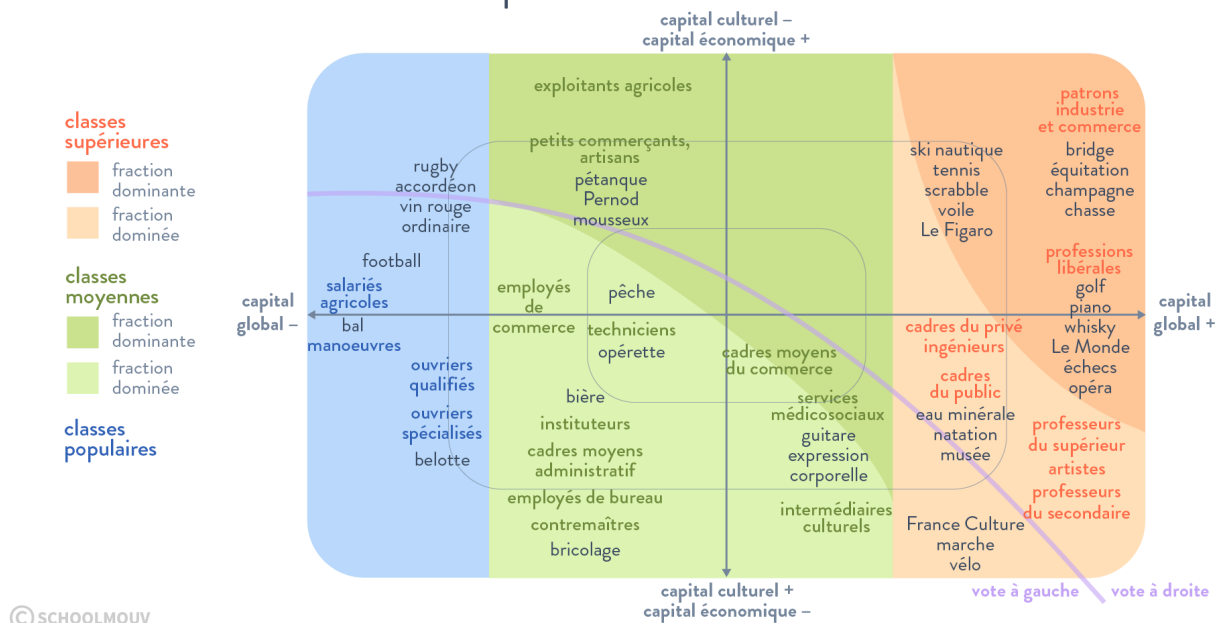 capital culturel –
capital économique +
classes
supérieures
fraction
dominante
fraction
dominée
classes
moyennes
fraction
dominante
fraction
dominée
classes
populaires
capital
global –
capital
global +
rugby
accordéon
vin rouge
ordinaire
football
salariés
agricoles
bal
manoeuvres
ouvriers
qualifiés
ouvriers
spécialisés
belotte
exploitants agricoles
petits commerçants,
artisans
pétanque
Pernod
mousseux
employés
de
commerce
pêche
techniciens
opérette
bière
instituteurs
cadres moyens
administratif
employés de bureau
contremaîtres
bricolage
cadres moyens
du commerce
services
médicosociaux
guitare
expression
corporelle
intermédiaires
culturels
ski nautique
tennis
scrabble
voile
Le Figaro
cadres du privé
ingénieurs
cadres
du public
eau minérale
natation
musée
France Culture
marche
vélo
patrons
industrie
et commerce
bridge
équitation
champagne
chasse
professions
libérales
golf
piano
whisky
Le Monde
échecs
opéra
professeurs
du supérieur
artistes
professeurs
du secondaire
capital culturel +
capital économique –
vote à gauche
vote à droite
© SCHOOLMOUV